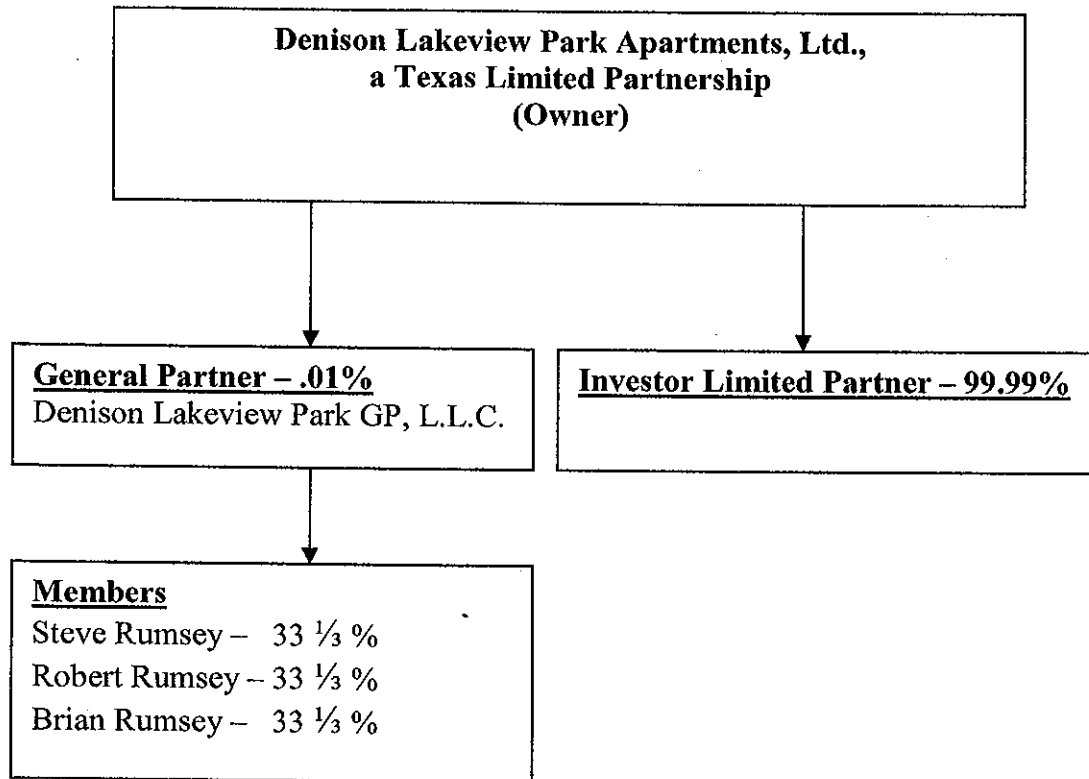 Denison Lakeview Park Apartments, Ltd.,
a Texas Limited Partnership
(Owner)
General Partner – .01%
Denison Lakeview Park GP, L.L.C.
Investor Limited Partner – 99.99%
Members
Steve Rumsey – 33 ⅓ %
Robert Rumsey – 33 ⅓ %
Brian Rumsey – 33 ⅓ %